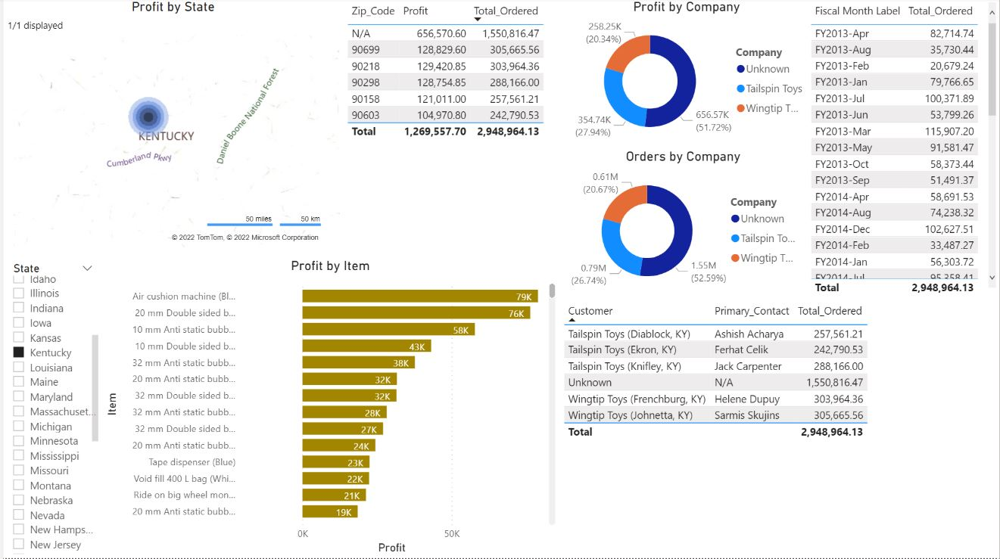 Profit by State
1/1 displayed
KENTUCKY
Cumberland Pkwy
Daniel Boone National Forest
50 miles 50 km
© 2022 TomTom, © 2022 Microsoft Corporation
Zip_Code Profit Total_Ordered
N/A 656,570.60 1,550,816.47
90699 128,829.60 305,665.56
90218 129,420.85 303,964.36
90298 128,754.85 288,166.00
90158 121,011.00 257,561.21
90603 104,970.80 242,790.53
Total 1,269,557.70 2,948,964.13
Profit by Company
258.25K
(20.34%)
354.74K
(27.94%)
656.57K
(51.72%)
Company
Unknown
Tailspin Toys
Wingtip T...
Orders by Company
0.61M
(20.67%)
0.79M
(26.74%)
1.55M
(52.59%)
Company
Unknown
Tailspin To...
Wingtip T...
Fiscal Month Label Total_Ordered
FY2013-Apr 82,714.74
FY2013-Aug 35,730.44
FY2013-Feb 20,679.24
FY2013-Jan 79,766.65
FY2013-Jul 100,371.89
FY2013-Jun 53,799.26
FY2013-Mar 115,907.20
FY2013-May 91,581.47
FY2013-Oct 58,373.44
FY2013-Sep 51,491.37
FY2014-Apr 58,691.53
FY2014-Aug 74,238.32
FY2014-Dec 102,627.51
FY2014-Feb 33,487.27
FY2014-Jan 56,303.72
FY2014-Jul 95,358.41
Total 2,948,964.13
State
Idaho
Illinois
Indiana
Iowa
Kansas
Kentucky
Louisiana
Maine
Maryland
Massachuset...
Michigan
Minnesota
Mississippi
Missouri
Montana
Nebraska
Nevada
New Hamps...
New Jersey
Profit by Item
Item
Air cushion machine (Bl... 79K
20 mm Double sided b... 76K
10 mm Anti static bubb... 58K
10 mm Double sided b... 43K
32 mm Anti static bubb... 38K
20 mm Anti static bubb... 32K
32 mm Double sided b... 32K
32 mm Anti static bubb... 28K
32 mm Double sided b... 27K
20 mm Anti static bubb... 24K
Tape dispenser (Blue) 23K
Void fill 400 L bag (Whi... 22K
Ride on big wheel mon... 21K
20 mm Anti static bubb... 19K
0K 50K
Profit
Customer Primary_Contact Total_Ordered
Tailspin Toys (Diablock, KY) Ashish Acharya 257,561.21
Tailspin Toys (Ekron, KY) Ferhat Celik 242,790.53
Tailspin Toys (Knifley, KY) Jack Carpenter 288,166.00
Unknown N/A 1,550,816.47
Wingtip Toys (Frenchburg, KY) Helene Dupuy 303,964.36
Wingtip Toys (Johnetta, KY) Sarmis Skujins 305,665.56
Total 2,948,964.13